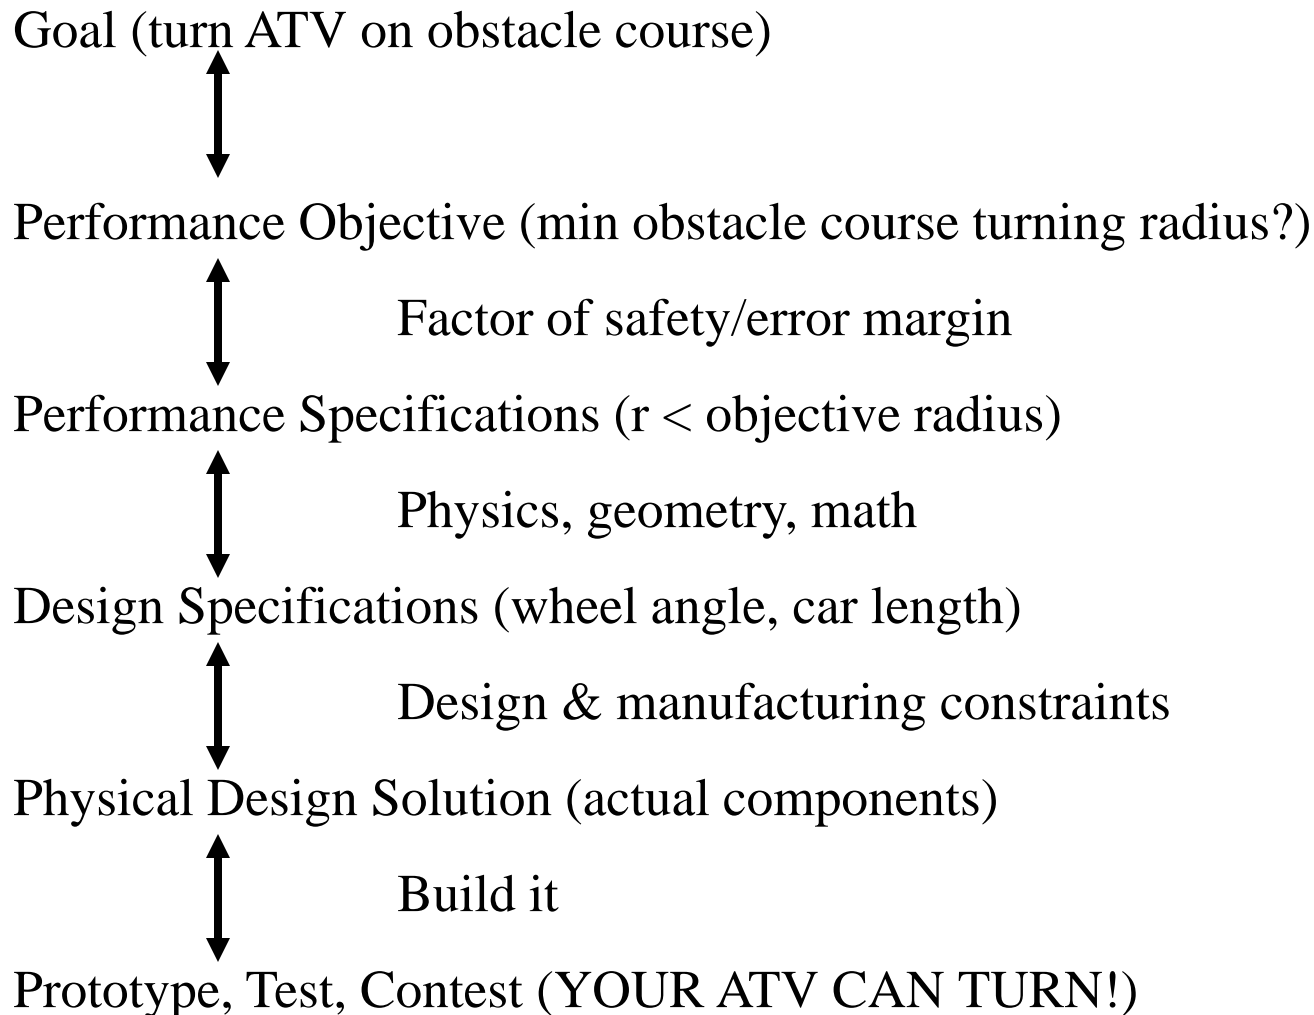 Goal (turn ATV on obstacle course)
Performance Objective (min obstacle course turning radius?)
Factor of safety/error margin
Performance Specifications (r < objective radius)
Physics, geometry, math
Design Specifications (wheel angle, car length)
Design & manufacturing constraints
Physical Design Solution (actual components)
Build it
Prototype, Test, Contest (YOUR ATV CAN TURN!)